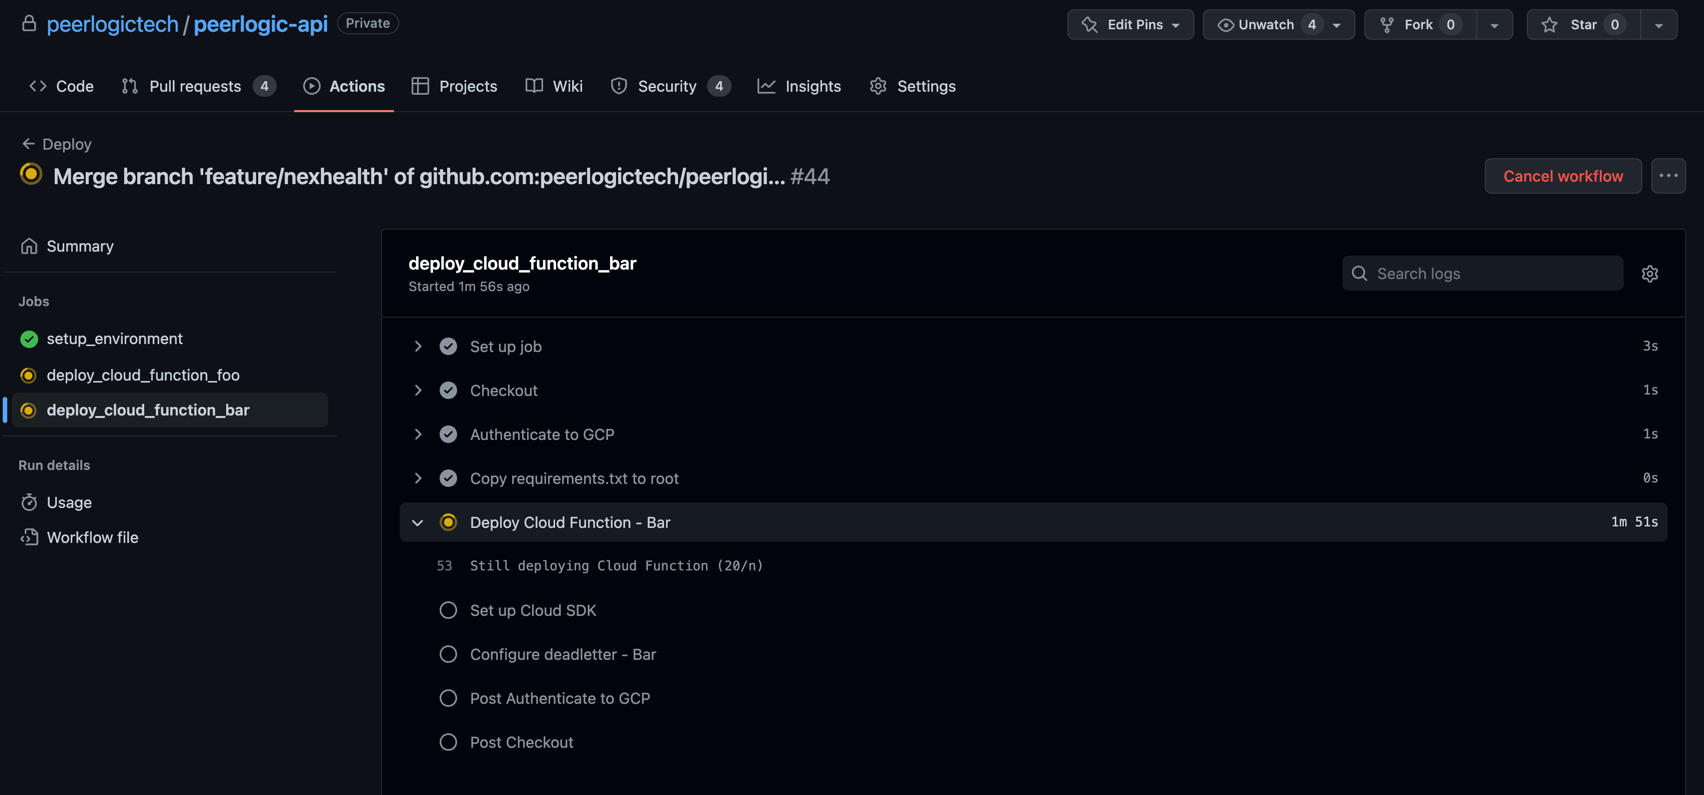 peerlogictech / peerlogic-api Private
Edit Pins Unwatch 4 Fork 0 Star 0
Code Pull requests 4 Actions Projects Wiki Security 4 Insights Settings
Deploy
Merge branch 'feature/nexhealth' of github.com:peerlogictech/peerlogi... #44
Cancel workflow
Summary
Jobs
setup_environment
deploy_cloud_function_foo
deploy_cloud_function_bar
Run details
Usage
Workflow file
deploy_cloud_function_bar
Started 1m 56s ago
Search logs
Set up job 3s
Checkout 1s
Authenticate to GCP 1s
Copy requirements.txt to root 0s
Deploy Cloud Function - Bar 1m 51s
53 Still deploying Cloud Function (20/n)
Set up Cloud SDK
Configure deadletter - Bar
Post Authenticate to GCP
Post Checkout